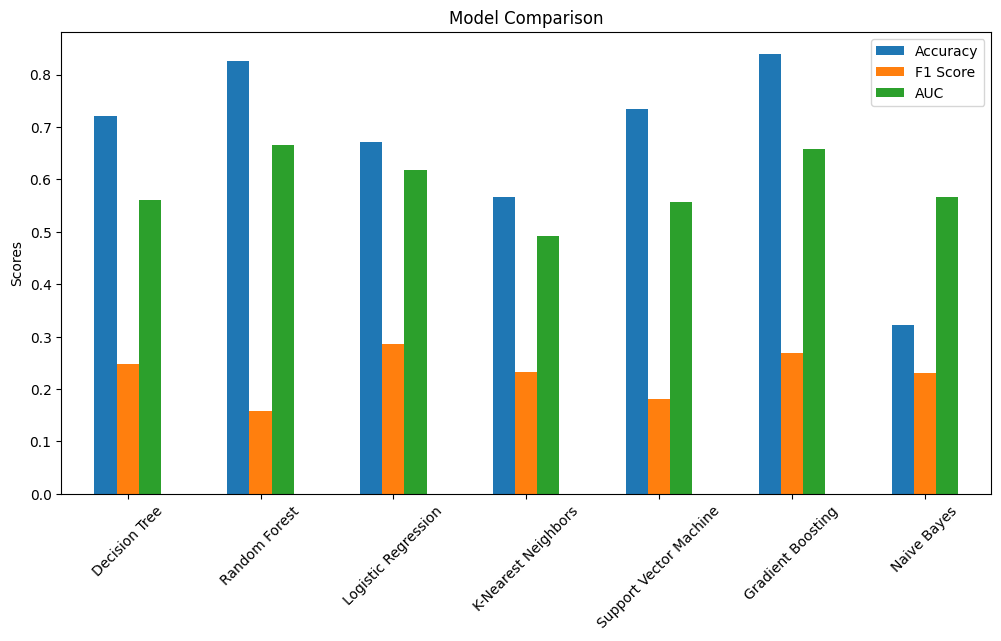 Model Comparison
Accuracy
F1 Score
AUC
Scores
0.8
0.7
0.6
0.5
0.4
0.3
0.2
0.1
0.0
Decision Tree
Random Forest
Logistic Regression
K-Nearest Neighbors
Support Vector Machine
Gradient Boosting
Naive Bayes